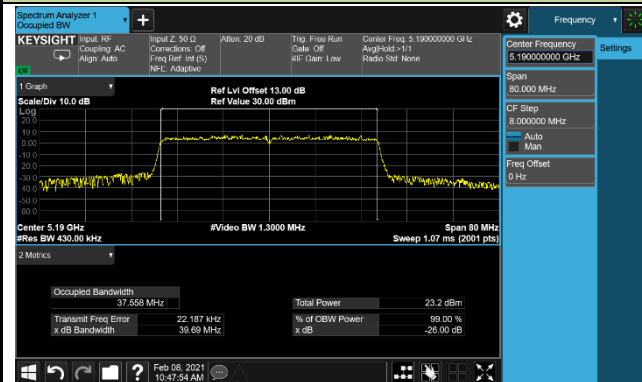 Spectrum Analyzer 1
Occupied BW
Frequency
KEYSIGHT
Input: RF
Coupling: AC
Align: Auto
Input Z: 50 Ω
Corrections: Off
Freq Ref: Int (S)
NFE: Adaptive
Atten: 20 dB
Trig: Free Run
Gate: Off
#IF Gain: Low
Center Freq: 5.190000000 GHz
Avg|Hold:>1/1
Radio Std: None
Center Frequency
5.190000000 GHz
Settings
Span
80.000 MHz
CF Step
8.000000 MHz
Auto
Man
Freq Offset
0 Hz
1 Graph
Scale/Div 10.0 dB
Ref Lvl Offset 13.00 dB
Ref Value 30.00 dBm
Log
20.0
10.0
0.00
-10.0
-20.0
-30.0
-40.0
-50.0
-60.0
Center 5.19 GHz
#Video BW 1.3000 MHz
Span 80 MHz
#Res BW 430.00 kHz
Sweep 1.07 ms (2001 pts)
2 Metrics
Occupied Bandwidth
37.558 MHz
Total Power 23.2 dBm
Transmit Freq Error 22.187 kHz
% of OBW Power 99.00 %
x dB Bandwidth 39.69 MHz
x dB -26.00 dB
?
Feb 08, 2021
10:47:54 AM